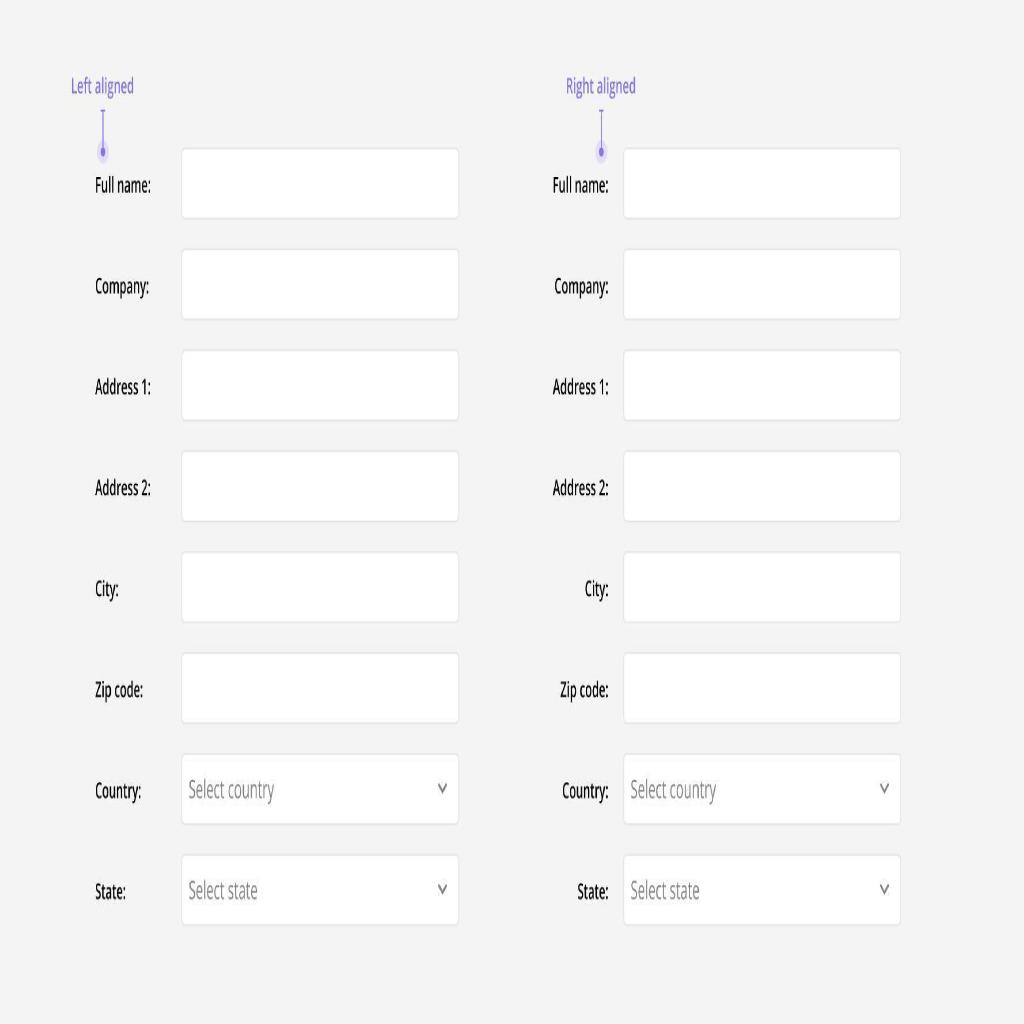 Left aligned
Full name:
Company:
Address 1:
Address 2:
City:
Zip code:
Country:
Select country
State:
Select state
Right aligned
Full name:
Company:
Address 1:
Address 2:
City:
Zip code:
Country:
Select country
State:
Select state